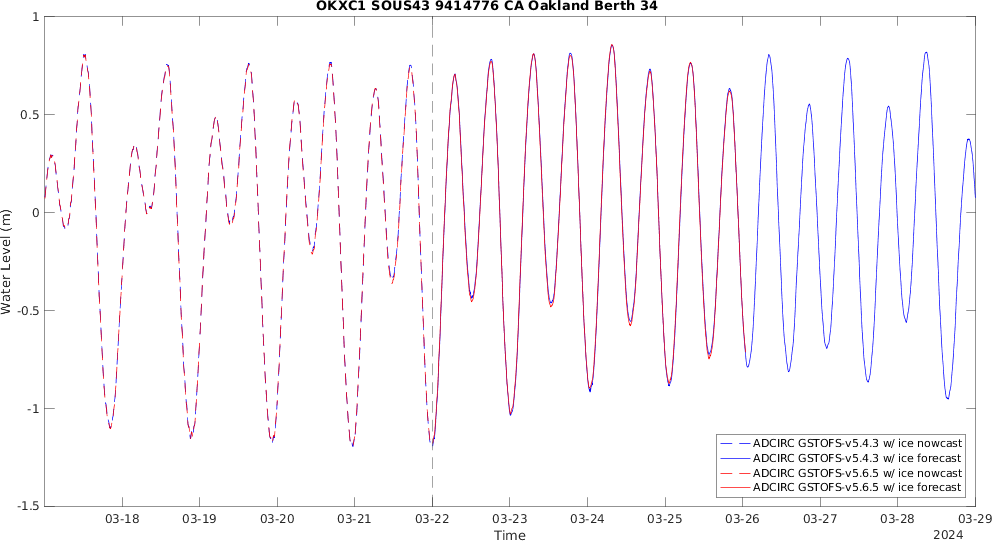 OKXC1 SOUS43 9414776 CA Oakland Berth 34
1
0.5
0
-0.5
-1
-1.5
Water Level (m)
03-18 03-19 03-20 03-21 03-22 03-23 03-24 03-25 03-26 03-27 03-28 03-29
Time
2024
ADCIRC GSTOFS-v5.4.3 w/ ice nowcast
ADCIRC GSTOFS-v5.4.3 w/ ice forecast
ADCIRC GSTOFS-v5.6.5 w/ ice nowcast
ADCIRC GSTOFS-v5.6.5 w/ ice forecast